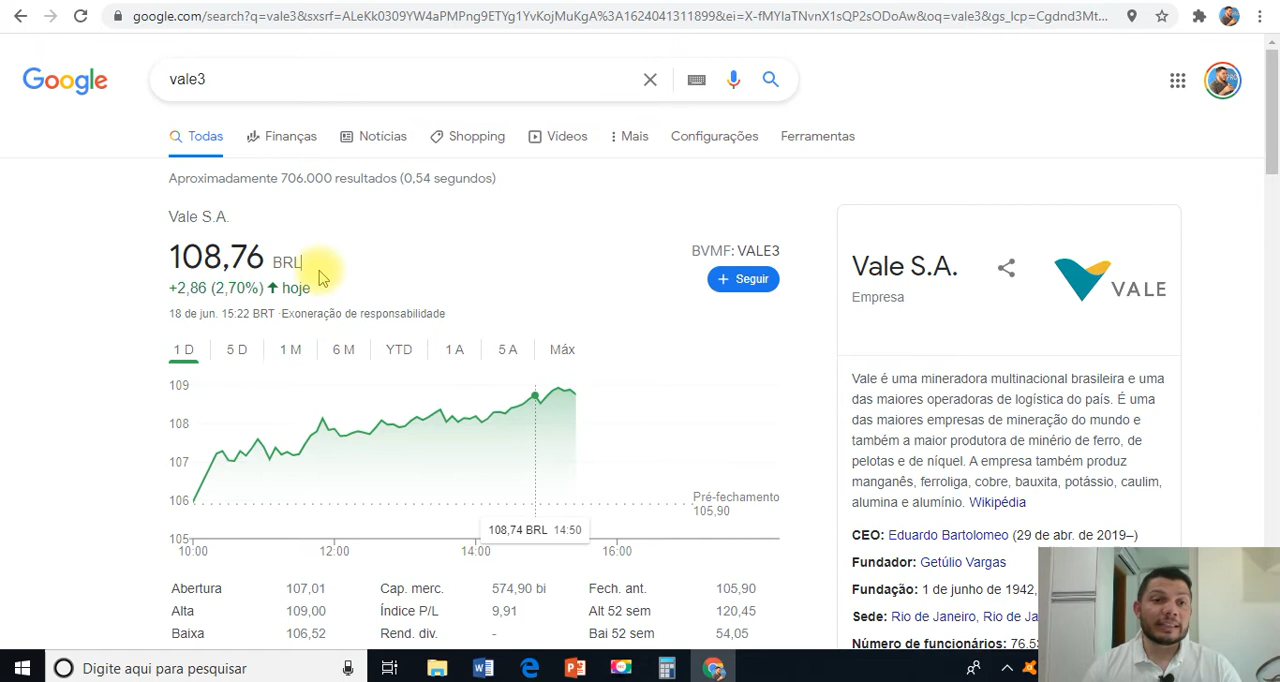 google.com/search?q=vale3&sxsrf=ALeKk0309YW4aPMPng9ETYg1YvKojMuKgA%3A1624041311899&ei=X-fMYIaTNvnX1sQP2sODoAw&oq=vale3&gs_lcp=Cgdnd3Mt...
Google
vale3
Todas
Finanças
Notícias
Shopping
Videos
Mais
Configurações
Ferramentas
Aproximadamente 706.000 resultados (0,54 segundos)
Vale S.A.
108,76 BRL
+2,86 (2,70%) ↑ hoje
18 de jun. 15:22 BRT · Exoneração de responsabilidade
BVMF: VALE3
+ Seguir
1 D
5 D
1 M
6 M
YTD
1 A
5 A
Máx
109
108
107
106
105
Pré-fechamento
105,90
108,74 BRL 14:50
10:00
12:00
14:00
16:00
Abertura 107,01
Alta 109,00
Baixa 106,52
Cap. merc. 574,90 bi
Índice P/L 9,91
Rend. div. -
Fech. ant. 105,90
Alt 52 sem 120,45
Bai 52 sem 54,05
Vale S.A.
Empresa
VALE
Vale é uma mineradora multinacional brasileira e uma
das maiores operadoras de logística do país. É uma
das maiores empresas de mineração do mundo e
também a maior produtora de minério de ferro, de
pelotas e de níquel. A empresa também produz
manganês, ferroliga, cobre, bauxita, potássio, caulim,
alumina e alumínio. Wikipédia
CEO: Eduardo Bartolomeo (29 de abr. de 2019–)
Fundador: Getúlio Vargas
Fundação: 1 de junho de 1942,
Sede: Rio de Janeiro, Rio de Ja
Número de funcionários: 76.5
Digite aqui para pesquisar